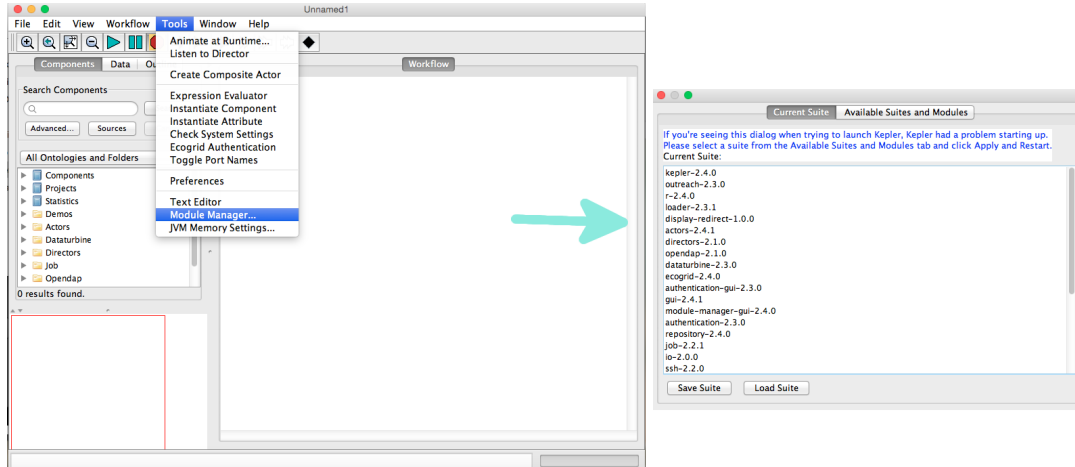 Unnamed1
File Edit View Workflow Tools Window Help
Components Data Ou
Workflow
Search Components
Advanced... Sources
All Ontologies and Folders
Components
Projects
Statistics
Demos
Actors
Dataturbine
Directors
Job
Opendap
0 results found.
Animate at Runtime...
Listen to Director
Create Composite Actor
Expression Evaluator
Instantiate Component
Instantiate Attribute
Check System Settings
Ecogrid Authentication
Toggle Port Names
Preferences
Text Editor
Module Manager...
JVM Memory Settings...
Current Suite Available Suites and Modules
If you're seeing this dialog when trying to launch Kepler, Kepler had a problem starting up.
Please select a suite from the Available Suites and Modules tab and click Apply and Restart.
Current Suite:
kepler-2.4.0
outreach-2.3.0
r-2.4.0
loader-2.3.1
display-redirect-1.0.0
actors-2.4.1
directors-2.1.0
opendap-2.1.0
dataturbine-2.3.0
ecogrid-2.4.0
authentication-gui-2.3.0
gui-2.4.1
module-manager-gui-2.4.0
authentication-2.3.0
repository-2.4.0
job-2.2.1
io-2.0.0
ssh-2.2.0
Save Suite Load Suite